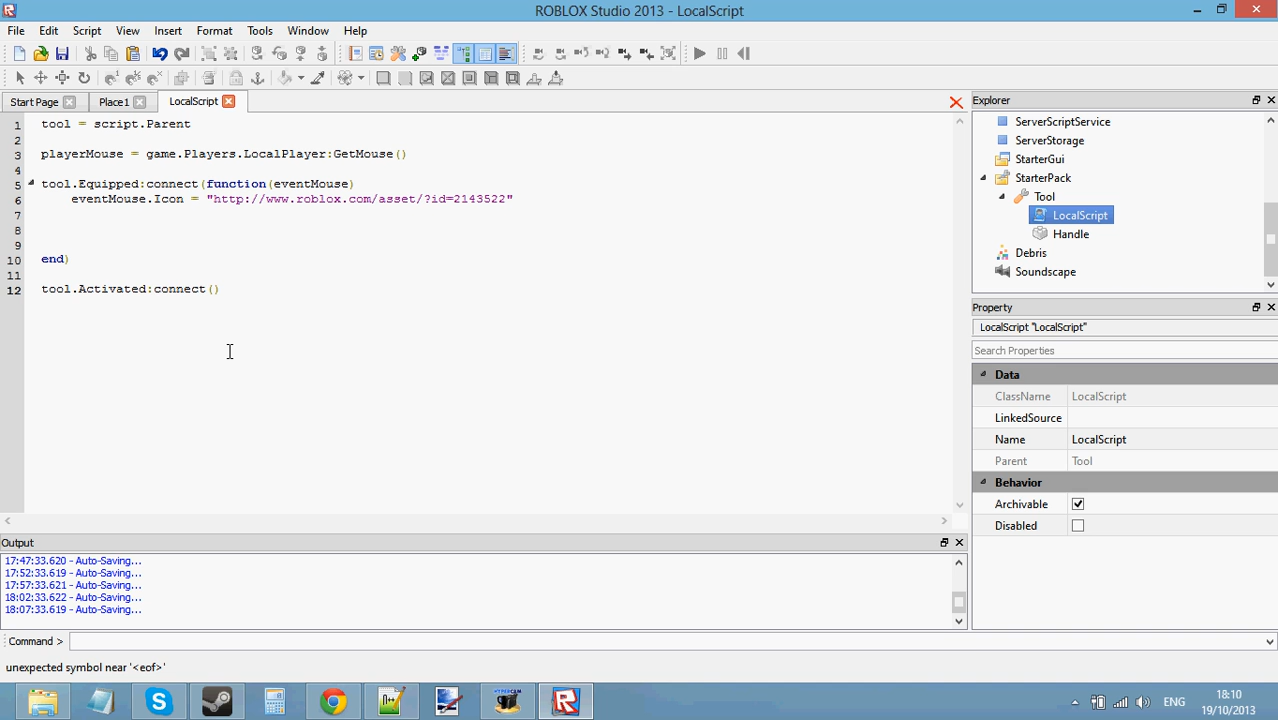 ROBLOX Studio 2013 - LocalScript
File Edit Script View Insert Format Tools Window Help
Start Page Place1 LocalScript
1 tool = script.Parent
2
3 playerMouse = game.Players.LocalPlayer:GetMouse()
4
5 tool.Equipped:connect(function(eventMouse)
6 eventMouse.Icon = "http://www.roblox.com/asset/?id=2143522"
7
8
9
10 end)
11
12 tool.Activated:connect()
Explorer
ServerScriptService
ServerStorage
StarterGui
StarterPack
Tool
LocalScript
Handle
Debris
Soundscape
Property
LocalScript "LocalScript"
Search Properties
Data
ClassName LocalScript
LinkedSource
Name LocalScript
Parent Tool
Behavior
Archivable
Disabled
Output
17:47:33.620 - Auto-Saving...
17:52:33.619 - Auto-Saving...
17:57:33.621 - Auto-Saving...
18:02:33.622 - Auto-Saving...
18:07:33.619 - Auto-Saving...
Command >
unexpected symbol near '<eof>'
ENG
18:10
19/10/2013